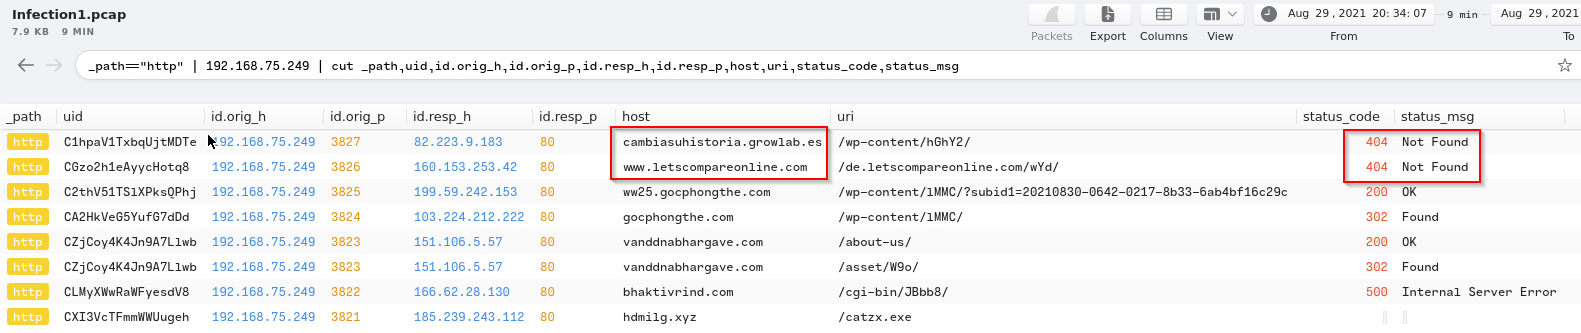 Infection1.pcap
7.9 KB 9 MIN
Aug 29, 2021 20:34:07 9 min Aug 29, 2021
Packets Export Columns View From To
_path=="http" | 192.168.75.249 | cut _path,uid,id.orig_h,id.orig_p,id.resp_h,id.resp_p,host,uri,status_code,status_msg
_path uid id.orig_h id.orig_p id.resp_h id.resp_p host uri status_code status_msg
http C1hpaV1TxbqUjtMDTe 192.168.75.249 3827 82.223.9.183 80 cambiasuhistoria.growlab.es /wp-content/hGhY2/ 404 Not Found
http CGzo2h1eAyycHotq8 192.168.75.249 3826 160.153.253.42 80 www.letscompareonline.com /de.letscompareonline.com/wYd/ 404 Not Found
http C2thV51TSlXPksQPhj 192.168.75.249 3825 199.59.242.153 80 ww25.gocphongthe.com /wp-content/lMMC/?subid1=20210830-0642-0217-8b33-6ab4bf16c29c 200 OK
http CA2HkVeG5YufG7dDd 192.168.75.249 3824 103.224.212.222 80 gocphongthe.com /wp-content/lMMC/ 302 Found
http CZjCoy4K4Jn9A7Llwb 192.168.75.249 3823 151.106.5.57 80 vanddnabhargave.com /about-us/ 200 OK
http CZjCoy4K4Jn9A7Llwb 192.168.75.249 3823 151.106.5.57 80 vanddnabhargave.com /asset/W9o/ 302 Found
http CLMyXWwRaWFyesdV8 192.168.75.249 3822 166.62.28.130 80 bhaktivrind.com /cgi-bin/JBbb8/ 500 Internal Server Error
http CXI3VcTFmmWWUugeh 192.168.75.249 3821 185.239.243.112 80 hdmilg.xyz /catzx.exe